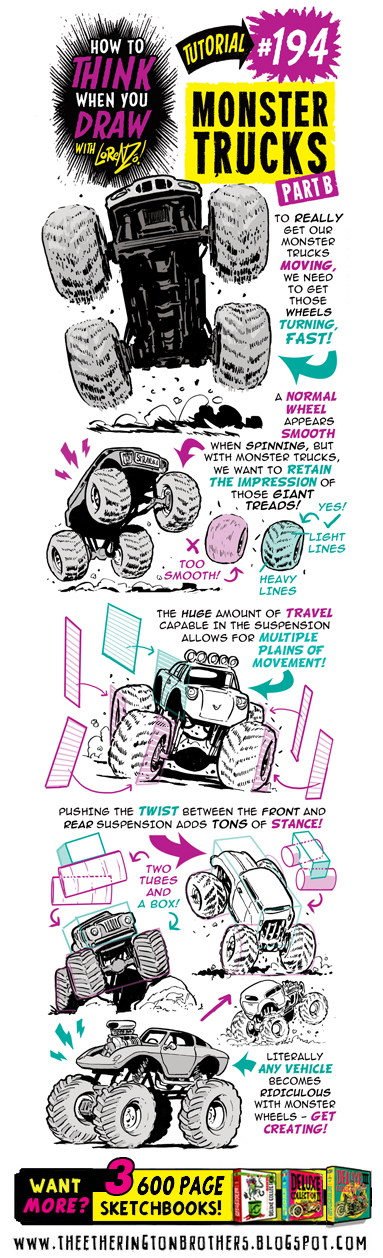 HOW TO
THINK
WHEN YOU
DRAW
WITH LORENZO!
TUTORIAL
#194
MONSTER
TRUCKS
PART B
TO REALLY
GET OUR
MONSTER
TRUCKS
MOVING,
WE NEED
TO GET
THOSE
WHEELS
TURNING,
FAST!
A NORMAL
WHEEL
APPEARS
SMOOTH
WHEN SPINNING, BUT
WITH MONSTER TRUCKS,
WE WANT TO RETAIN
THE IMPRESSION OF
THOSE GIANT
TREADS!
YES!
LIGHT
LINES
TOO
SMOOTH!
HEAVY
LINES
THE HUGE AMOUNT OF TRAVEL
CAPABLE IN THE SUSPENSION
ALLOWS FOR MULTIPLE
PLAINS OF
MOVEMENT!
PUSHING THE TWIST BETWEEN THE FRONT AND
REAR SUSPENSION ADDS TONS OF STANCE!
TWO
TUBES
AND
A BOX!
LITERALLY
ANY VEHICLE
BECOMES
RIDICULOUS
WITH MONSTER
WHEELS - GET
CREATING!
WANT
MORE?
3 600 PAGE
SKETCHBOOKS!
DELUXE
DELUXE
WWW.THEETHERINGTONBROTHERS.BLOGSPOT.COM